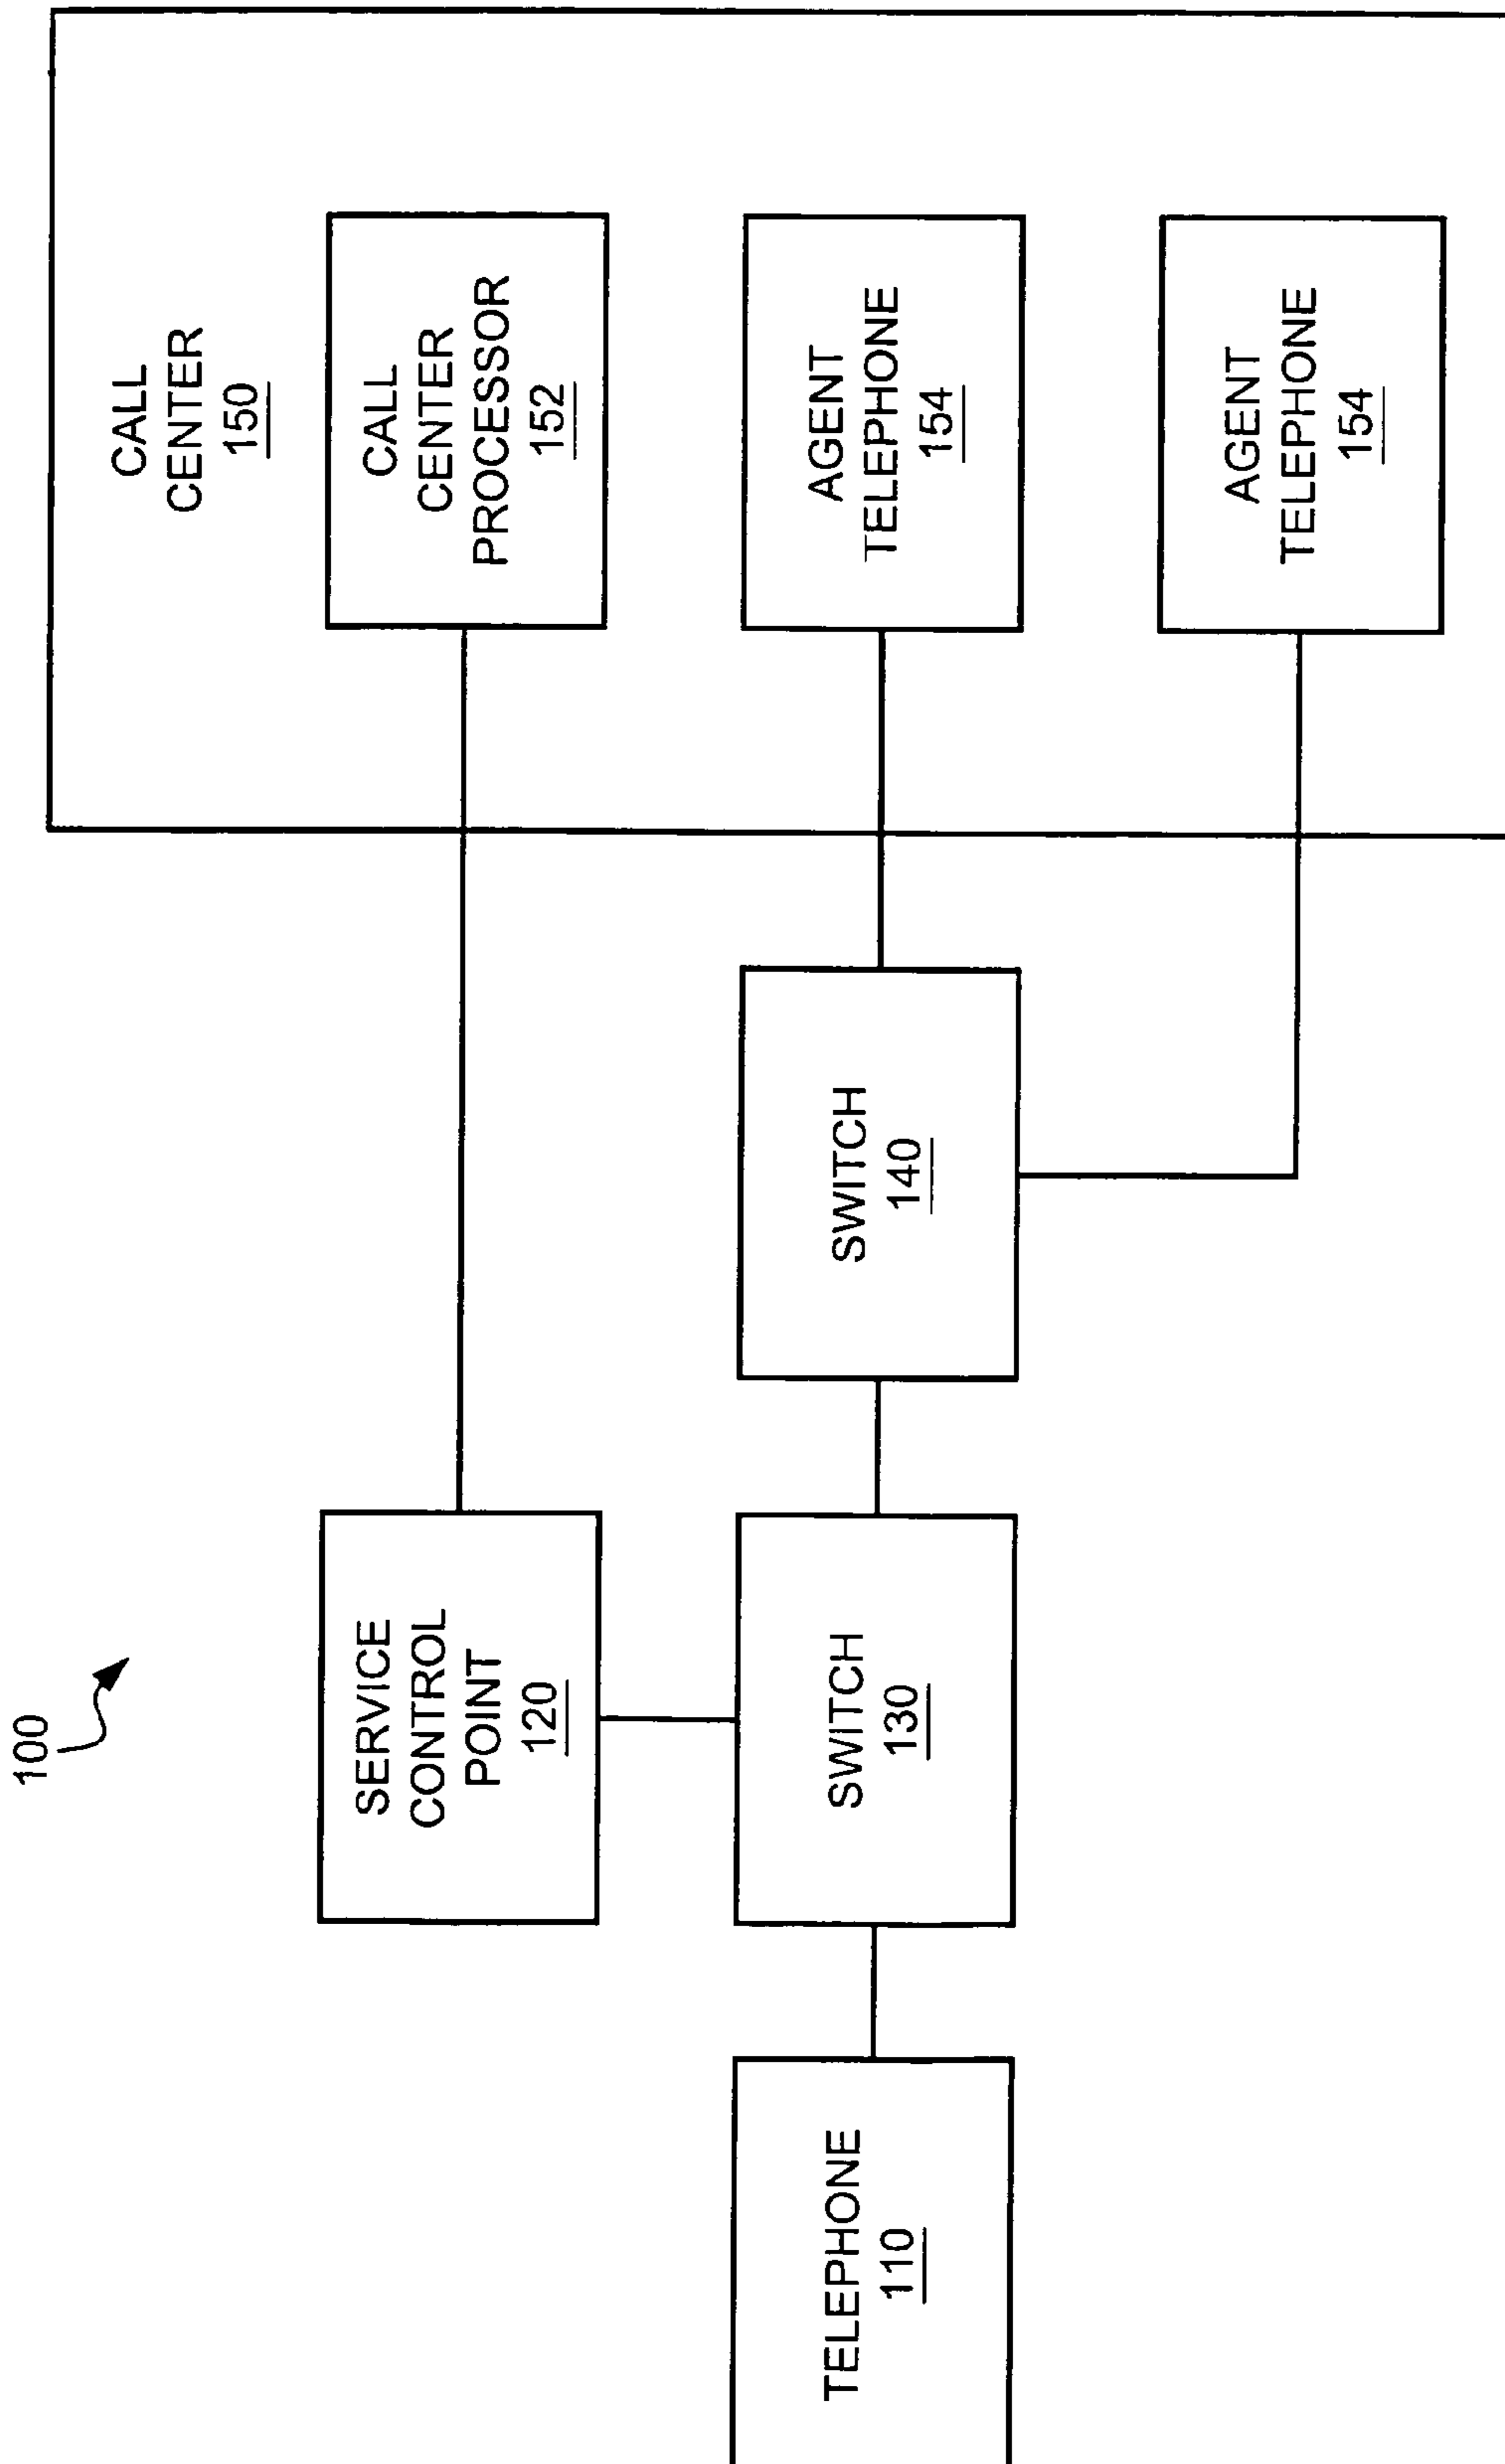 100
CALL
CENTER
150
SERVICE
CONTROL
POINT
120
CALL
CENTER
PROCESSOR
152
TELEPHONE
110
SWITCH
130
SWITCH
140
AGENT
TELEPHONE
154
AGENT
TELEPHONE
154